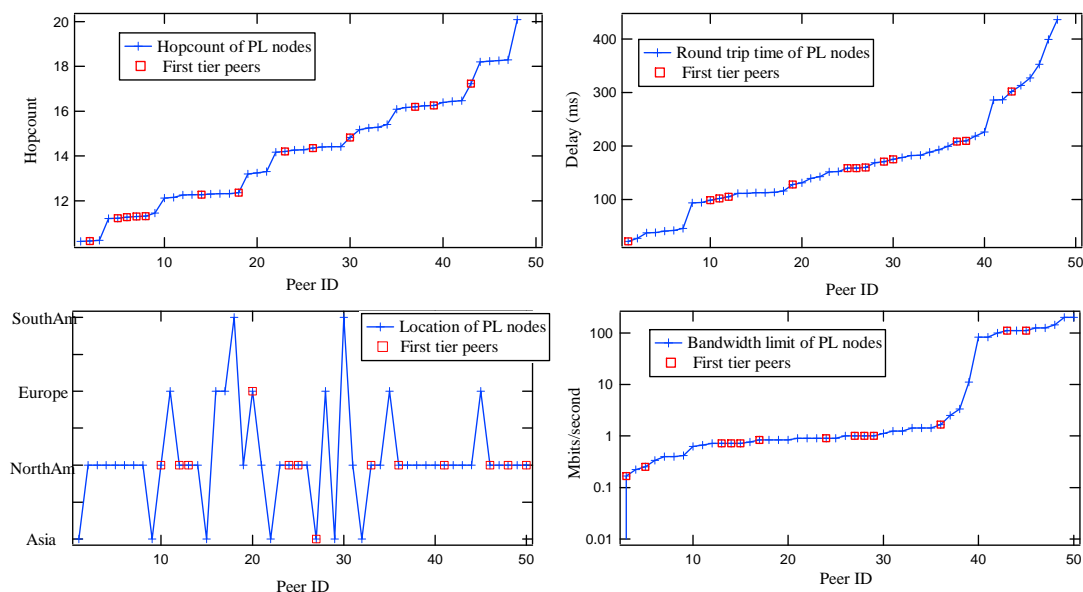 20
18
16
14
12
Hopcount
Hopcount of PL nodes
First tier peers
10
20
30
40
50
Peer ID
400
300
200
100
Delay (ms)
Round trip time of PL nodes
First tier peers
10
20
30
40
50
Peer ID
SouthAm
Europe
NorthAm
Asia
Location of PL nodes
First tier peers
10
20
30
40
50
Peer ID
100
10
1
0.1
0.01
Mbits/second
Bandwidth limit of PL nodes
First tier peers
10
20
30
40
50
Peer ID